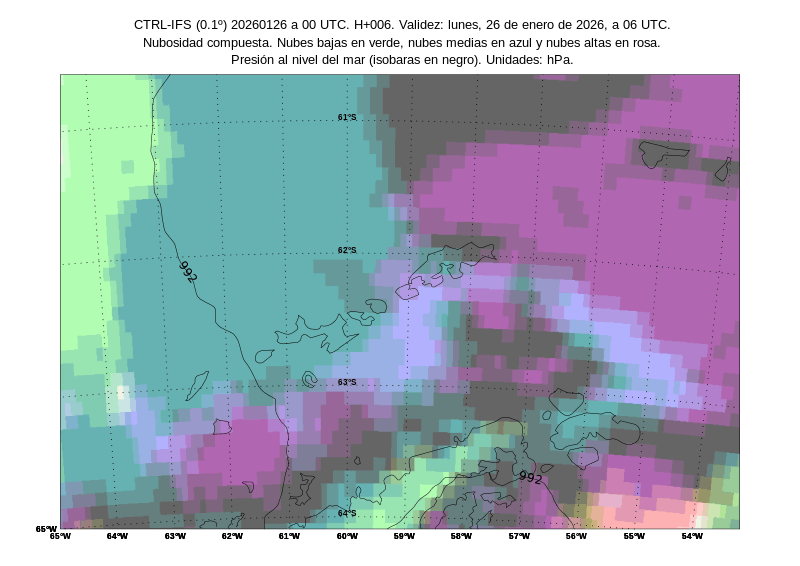 CTRL-IFS (0.1º) 20260126 a 00 UTC. H+006. Validez: lunes, 26 de enero de 2026, a 06 UTC.
Nubosidad compuesta. Nubes bajas en verde, nubes medias en azul y nubes altas en rosa.
Presión al nivel del mar (isobaras en negro). Unidades: hPa.
61°S
62°S
992
63°S
992
64°S
65°W
65°W 64°W 63°W 62°W 61°W 60°W 59°W 58°W 57°W 56°W 55°W 54°W